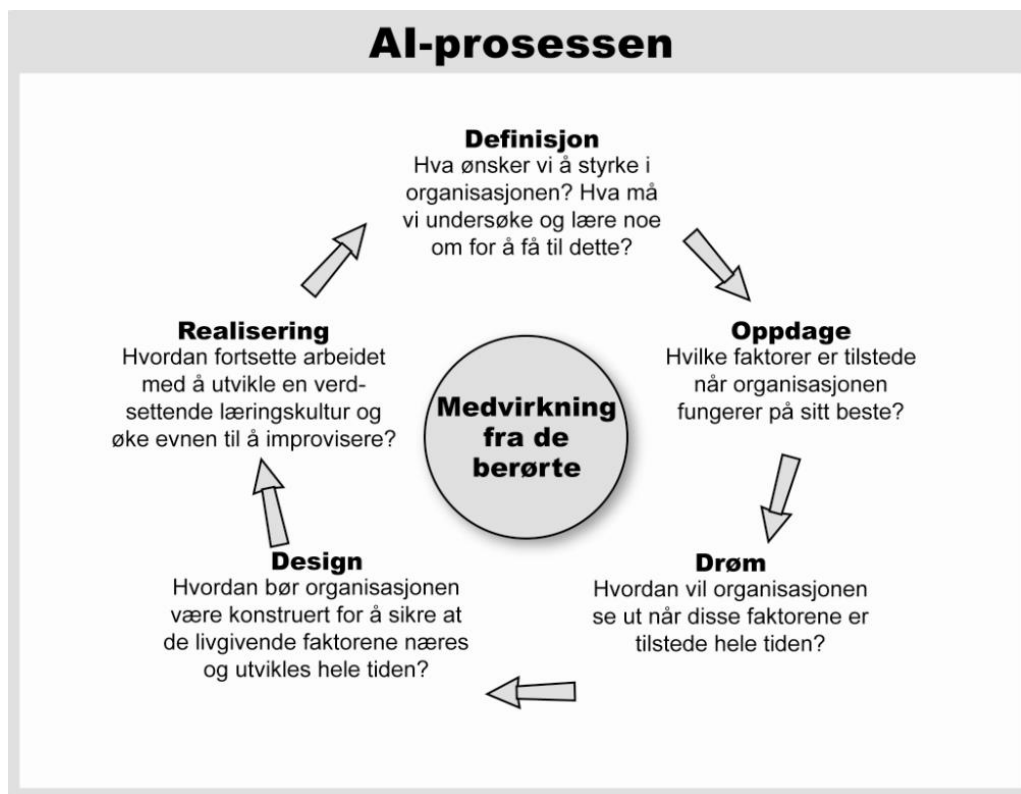 AI-prosessen
Definisjon
Hva ønsker vi å styrke i
organisasjonen? Hva må
vi undersøke og lære noe
om for å få til dette?
Oppdage
Hvilke faktorer er tilstede
når organisasjonen
fungerer på sitt beste?
Drøm
Hvordan vil organisasjonen
se ut når disse faktorene er
tilstede hele tiden?
Design
Hvordan bør organisasjonen
være konstruert for å sikre at
de livgivende faktorene næres
og utvikles hele tiden?
Realisering
Hvordan fortsette arbeidet
med å utvikle en verd-
settende læringskultur og
øke evnen til å improvisere?
Medvirkning
fra de
berørte